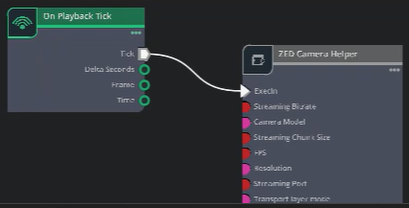 On Playback Tick
Tick
Delta Seconds
Frame
Time
ZED Camera Helper
ExecIn
Streaming Bitrate
Camera Model
Streaming Chunk Size
FPS
Resolution
Streaming Port
Transport layer mode